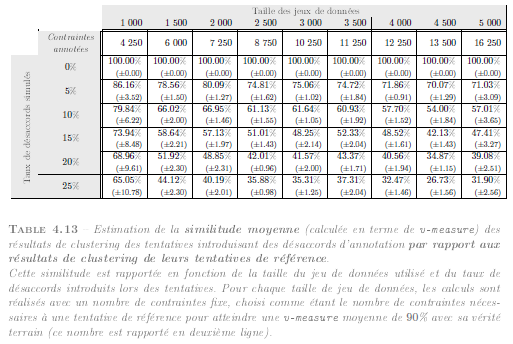 Taille des jeux de données
1 000 1 500 2 000 2 500 3 000 3 500 4 000 4 500 5 000
Contraintes annotées 4 250 6 000 7 250 8 750 10 250 11 250 12 250 13 500 16 250
Taux de désaccords simulés
0% 100.00% 100.00% 100.00% 100.00% 100.00% 100.00% 100.00% 100.00% 100.00%
(±0.00) (±0.00) (±0.00) (±0.00) (±0.00) (±0.00) (±0.00) (±0.00) (±0.00)
5% 86.16% 78.56% 80.09% 74.81% 75.06% 74.72% 71.86% 70.07% 71.03%
(±3.52) (±1.50) (±1.27) (±1.62) (±1.02) (±1.84) (±0.91) (±1.29) (±3.09)
10% 79.84% 66.02% 66.95% 61.13% 61.64% 60.93% 57.70% 54.00% 57.01%
(±6.22) (±2.00) (±1.46) (±1.55) (±1.05) (±1.92) (±1.52) (±1.84) (±3.65)
15% 73.94% 58.64% 57.13% 51.01% 48.25% 52.33% 48.52% 42.13% 47.41%
(±8.48) (±2.21) (±1.97) (±1.43) (±2.14) (±2.04) (±1.61) (±1.43) (±3.27)
20% 68.96% 51.92% 48.85% 42.01% 41.57% 43.37% 40.56% 34.87% 39.08%
(±9.61) (±2.30) (±2.31) (±0.96) (±2.00) (±1.71) (±1.94) (±1.15) (±2.51)
25% 65.05% 44.12% 40.19% 35.88% 35.31% 37.31% 32.47% 26.73% 31.90%
(±10.78) (±2.30) (±2.01) (±0.98) (±1.25) (±2.04) (±1.46) (±1.56) (±2.56)
TABLE 4.13 – Estimation de la similitude moyenne (calculée en terme de v-measure) des
résultats de clustering des tentatives introduisant des désaccords d'annotation par rapport aux
résultats de clustering de leurs tentatives de référence.
Cette similitude est rapportée en fonction de la taille du jeu de données utilisé et du taux de
désaccords introduits lors des tentatives. Pour chaque taille de jeu de données, les calculs sont
réalisés avec un nombre de contraintes fixe, choisi comme étant le nombre de contraintes néces-
saires à une tentative de référence pour atteindre une v-measure moyenne de 90% avec sa vérité
terrain (ce nombre est rapporté en deuxième ligne).